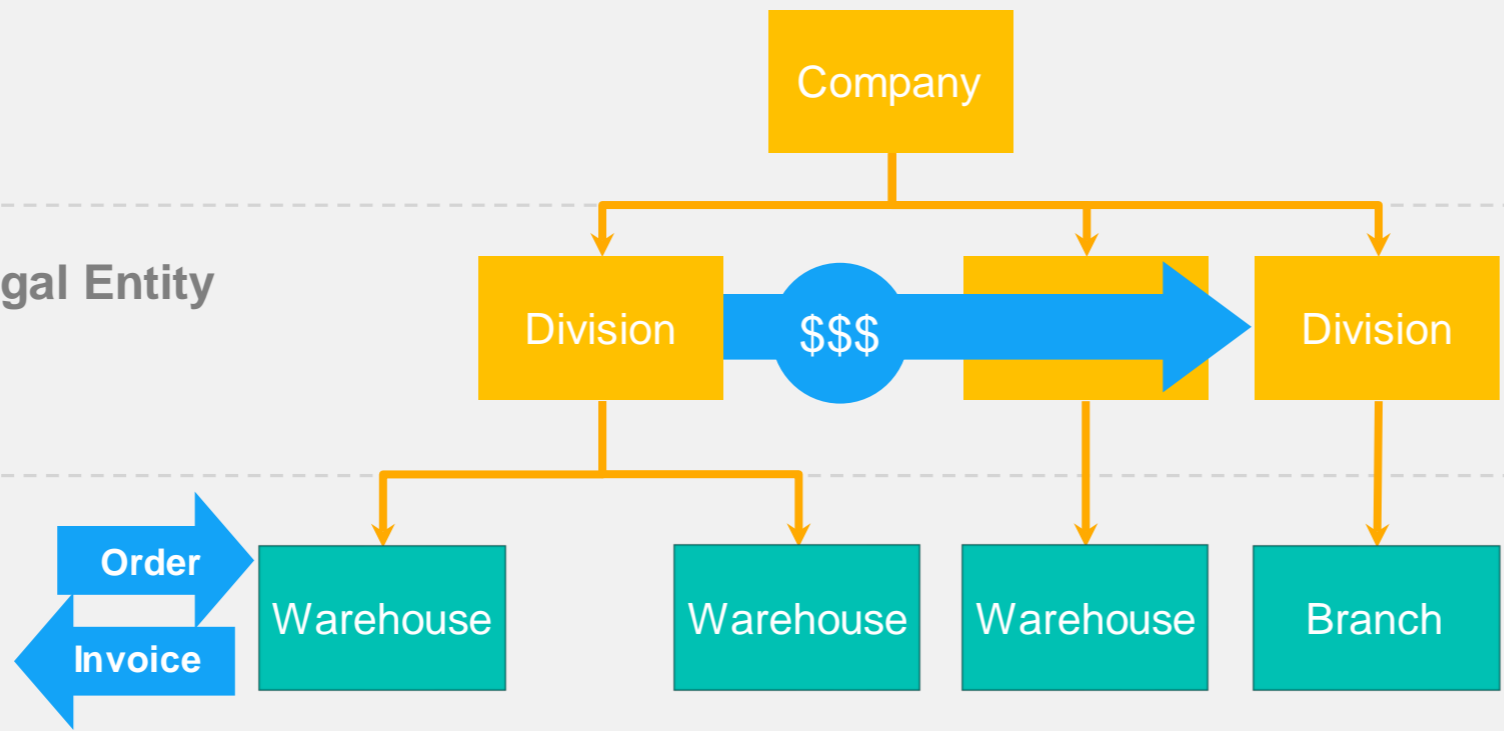 Company
gal Entity
Division
$$$
Division
Order
Invoice
Warehouse
Warehouse
Warehouse
Branch